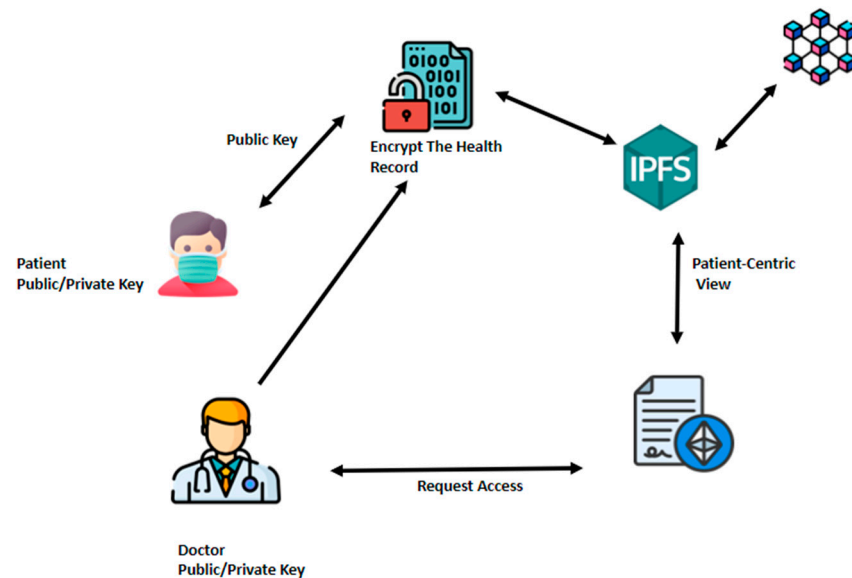 0100
0101
100
101
Public Key
Encrypt The Health
Record
IPFS
Patient
Public/Private Key
Patient-Centric
View
Request Access
Doctor
Public/Private Key